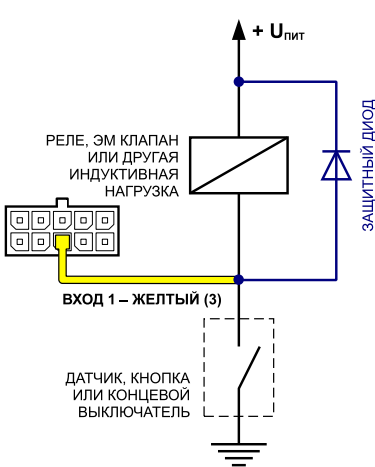 + Uпит
РЕЛЕ, ЭМ КЛАПАН
ИЛИ ДРУГАЯ
ИНДУКТИВНАЯ
НАГРУЗКА
ЗАЩИТНЫЙ ДИОД
ВХОД 1 – ЖЕЛТЫЙ (3)
ДАТЧИК, КНОПКА
ИЛИ КОНЦЕВОЙ
ВЫКЛЮЧАТЕЛЬ